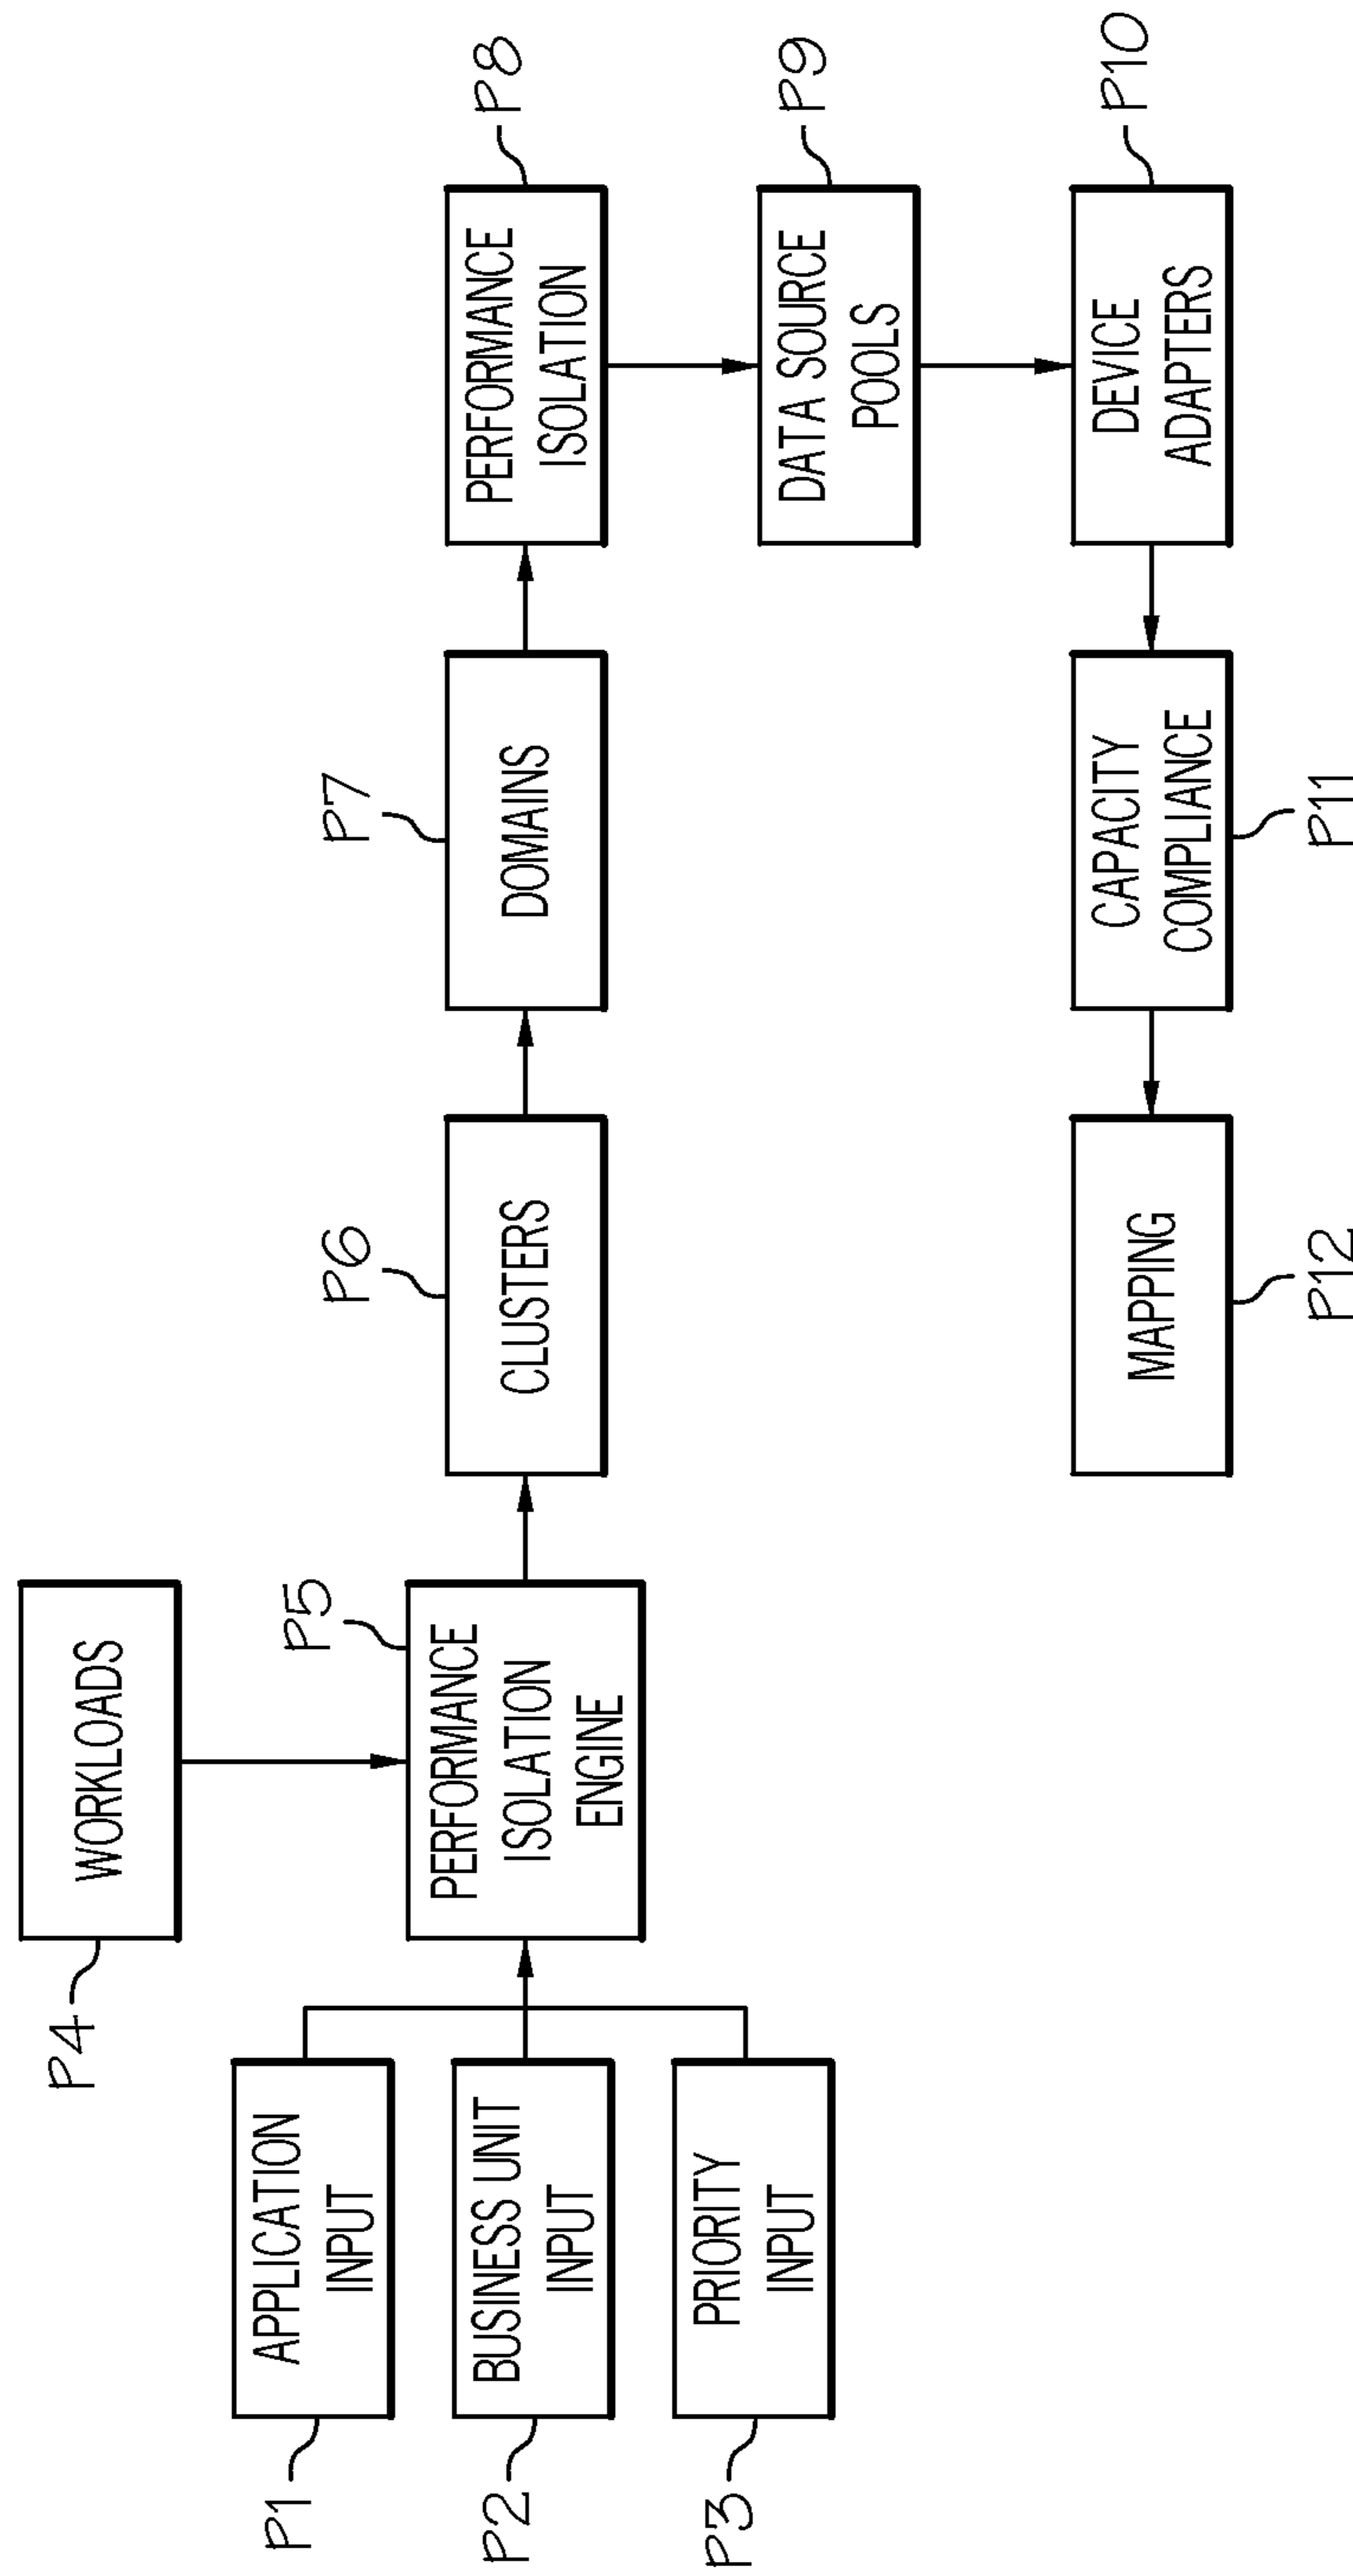 P4
WORKLOADS
P1
APPLICATION
INPUT
P2
BUSINESS UNIT
INPUT
P3
PRIORITY
INPUT
P5
PERFORMANCE
ISOLATION
ENGINE
P6
CLUSTERS
P7
DOMAINS
P8
PERFORMANCE
ISOLATION
P9
DATA SOURCE
POOLS
P10
DEVICE
ADAPTERS
CAPACITY
COMPLIANCE
P11
MAPPING
P12